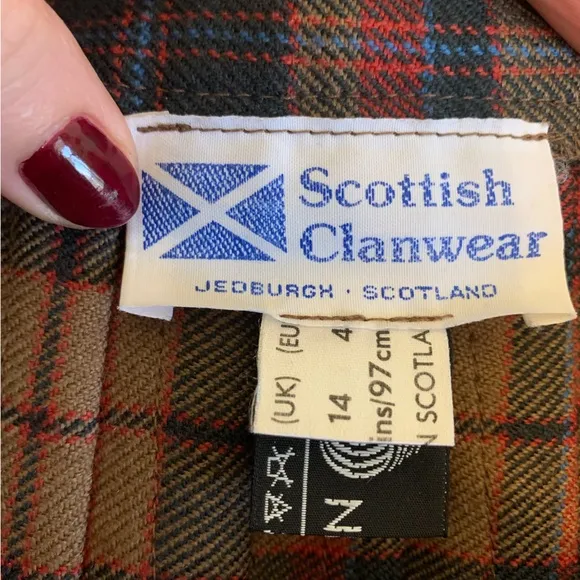 Scottish
Clanwear
JEDBURGH · SCOTLAND
(UK) (EU
14 4
ns/97cm
N SCOTLA
N